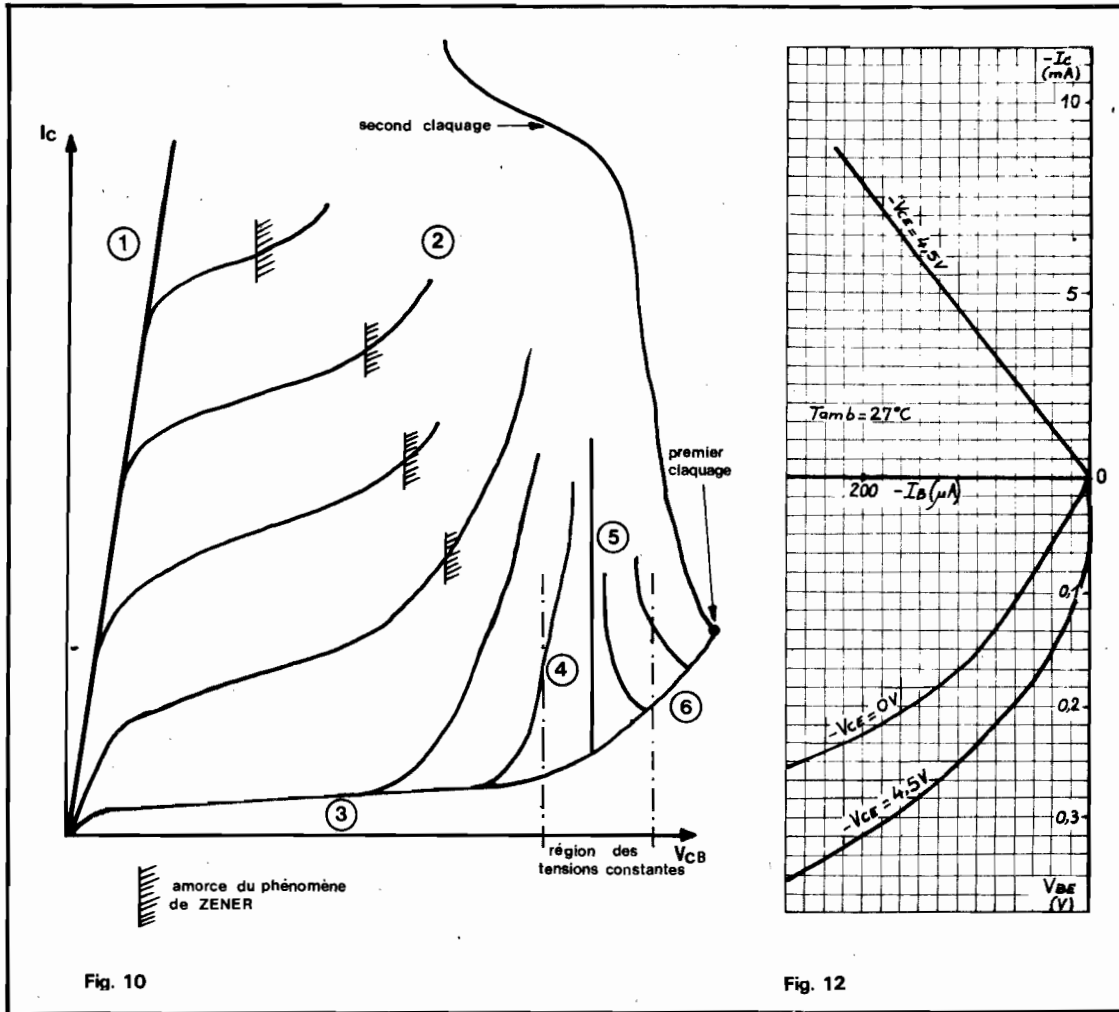 second claquage
Ic
1
2
premier
claquage
5
4
6
3
VCB
région des
tensions constantes
amorce du phénomène
de ZENER
Fig. 10
-Ic
(mA)
10
-VCE=4,5V
5
Tamb=27°C
0
200 -IB(µA)
0,1
0,2
-VCE=0V
-VCE=4,5V
0,3
VBE
(V)
Fig. 12